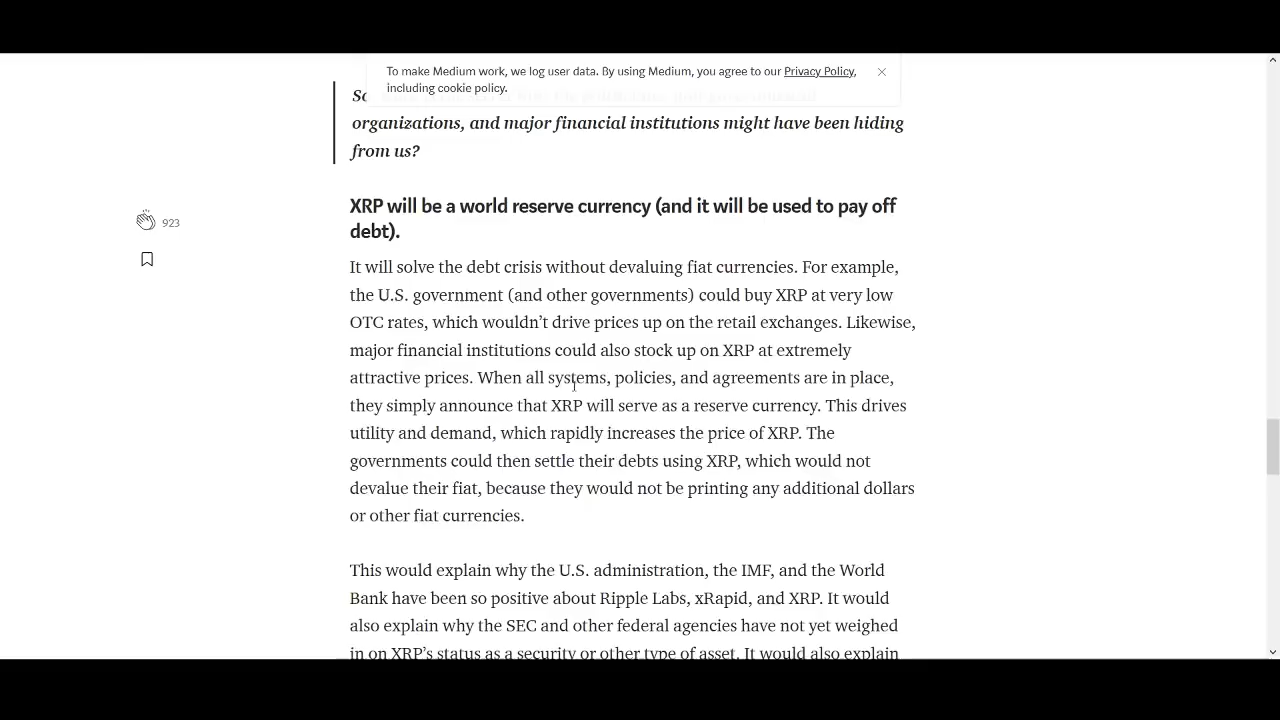 To make Medium work, we log user data. By using Medium, you agree to our Privacy Policy,
including cookie policy.
So
organizations, and major financial institutions might have been hiding
from us?
XRP will be a world reserve currency (and it will be used to pay off
debt).
923
It will solve the debt crisis without devaluing fiat currencies. For example,
the U.S. government (and other governments) could buy XRP at very low
OTC rates, which wouldn’t drive prices up on the retail exchanges. Likewise,
major financial institutions could also stock up on XRP at extremely
attractive prices. When all systems, policies, and agreements are in place,
they simply announce that XRP will serve as a reserve currency. This drives
utility and demand, which rapidly increases the price of XRP. The
governments could then settle their debts using XRP, which would not
devalue their fiat, because they would not be printing any additional dollars
or other fiat currencies.
This would explain why the U.S. administration, the IMF, and the World
Bank have been so positive about Ripple Labs, xRapid, and XRP. It would
also explain why the SEC and other federal agencies have not yet weighed
in on XRP’s status as a security or other type of asset. It would also explain